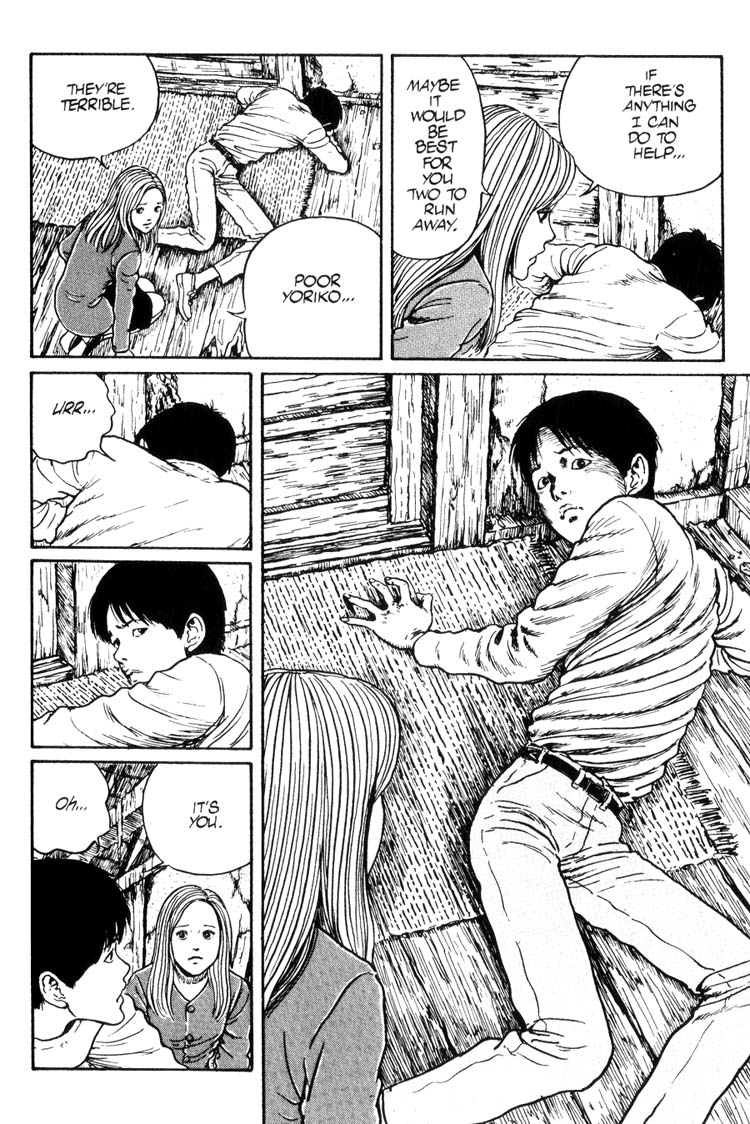 THEY'RE
TERRIBLE.
POOR
YORIKO...
MAYBE
IT
WOULD
BE
BEST
FOR
YOU
TWO TO
RUN
AWAY.
IF
THERE'S
ANYTHING
I CAN
DO TO
HELP...
URR...
Oh...
IT'S
YOU.